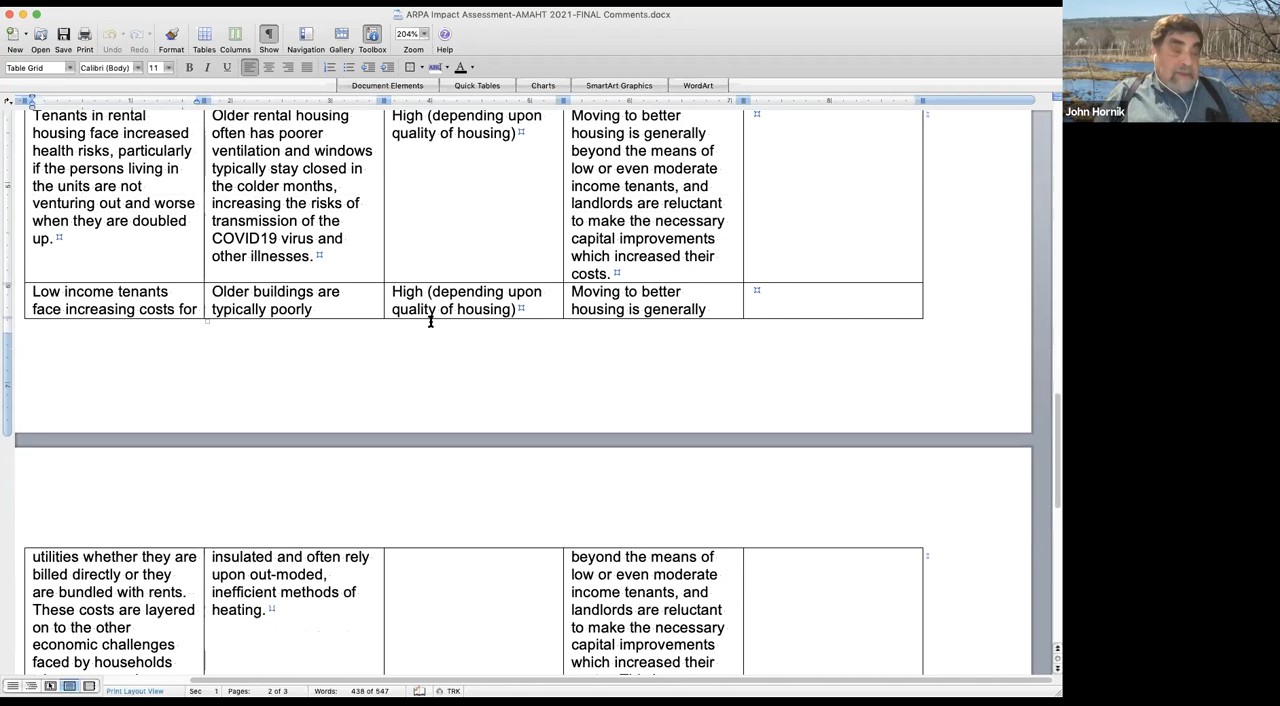 ARPA Impact Assessment-AMAHT 2021-FINAL Comments.docx
New Open Save Print Undo Redo Format Tables Columns Show Navigation Gallery Toolbox Zoom Help
204%
Table Grid Calibri (Body) 11 B I U
Document Elements Quick Tables Charts SmartArt Graphics WordArt
John Hornik
Tenants in rental
housing face increased
health risks, particularly
if the persons living in
the units are not
venturing out and worse
when they are doubled
up.
Older rental housing
often has poorer
ventilation and windows
typically stay closed in
the colder months,
increasing the risks of
transmission of the
COVID19 virus and
other illnesses.
High (depending upon
quality of housing)
Moving to better
housing is generally
beyond the means of
low or even moderate
income tenants, and
landlords are reluctant
to make the necessary
capital improvements
which increased their
costs.
Low income tenants
face increasing costs for
Older buildings are
typically poorly
High (depending upon
quality of housing)
Moving to better
housing is generally
utilities whether they are
billed directly or they
are bundled with rents.
These costs are layered
on to the other
economic challenges
faced by households
insulated and often rely
upon out-moded,
inefficient methods of
heating.
beyond the means of
low or even moderate
income tenants, and
landlords are reluctant
to make the necessary
capital improvements
which increased their
Print Layout View Sec 1 Pages: 2 of 3 Words: 438 of 547 TRK